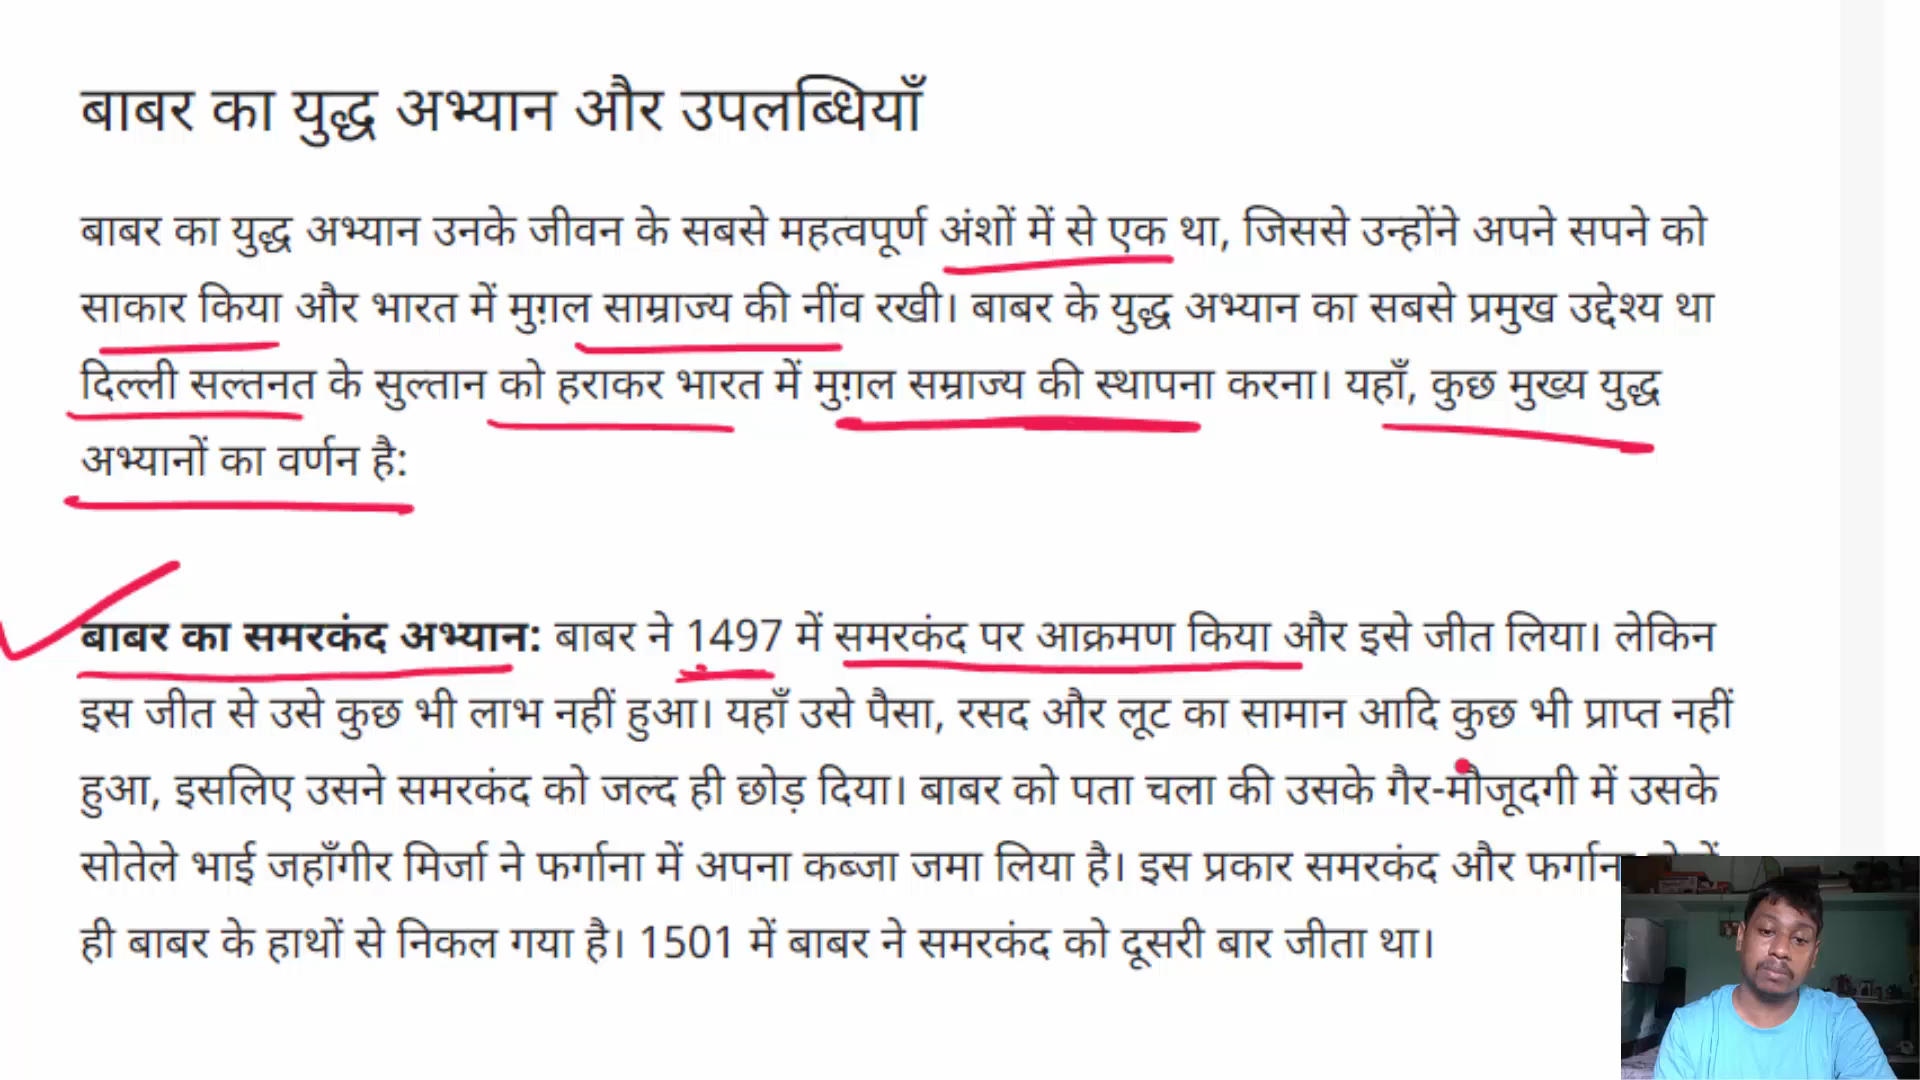 बाबर का युद्ध अभ्यान और उपलब्धियाँ
बाबर का युद्ध अभ्यान उनके जीवन के सबसे महत्वपूर्ण अंशों में से एक था, जिससे उन्होंने अपने सपने को
साकार किया और भारत में मुग़ल साम्राज्य की नींव रखी। बाबर के युद्ध अभ्यान का सबसे प्रमुख उद्देश्य था
दिल्ली सल्तनत के सुल्तान को हराकर भारत में मुग़ल सम्राज्य की स्थापना करना। यहाँ, कुछ मुख्य युद्ध
अभ्यानों का वर्णन है:
बाबर का समरकंद अभ्यान: बाबर ने 1497 में समरकंद पर आक्रमण किया और इसे जीत लिया। लेकिन
इस जीत से उसे कुछ भी लाभ नहीं हुआ। यहाँ उसे पैसा, रसद और लूट का सामान आदि कुछ भी प्राप्त नहीं
हुआ, इसलिए उसने समरकंद को जल्द ही छोड़ दिया। बाबर को पता चला की उसके गैर-मौजूदगी में उसके
सोतेले भाई जहाँगीर मिर्जा ने फर्गाना में अपना कब्जा जमा लिया है। इस प्रकार समरकंद और
ही बाबर के हाथों से निकल गया है। 1501 में बाबर ने समरकंद को दूसरी बार जीता था।